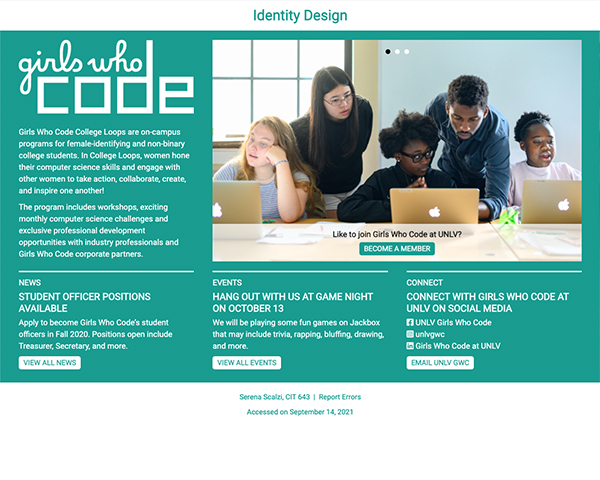 Identity Design
girls who
code
Girls Who Code College Loops are on-campus
programs for female-identifying and non-binary
college students. In College Loops, women hone
their computer science skills and engage with
other women to take action, collaborate, create,
and inspire one another!
The program includes workshops, exciting
monthly computer science challenges and
exclusive professional development
opportunities with industry professionals and
Girls Who Code corporate partners.
Like to join Girls Who Code at UNLV?
BECOME A MEMBER
NEWS
STUDENT OFFICER POSITIONS
AVAILABLE
Apply to become Girls Who Code's student
officers in Fall 2020. Positions open include
Treasurer, Secretary, and more.
VIEW ALL NEWS
EVENTS
HANG OUT WITH US AT GAME NIGHT
ON OCTOBER 13
We will be playing some fun games on Jackbox
that may include trivia, rapping, bluffing, drawing,
and more.
VIEW ALL EVENTS
CONNECT
CONNECT WITH GIRLS WHO CODE AT
UNLV ON SOCIAL MEDIA
UNLV Girls Who Code
unlvgwc
Girls Who Code at UNLV
EMAIL UNLV GWC
Serena Scalzi, CIT 643 | Report Errors
Accessed on September 14, 2021